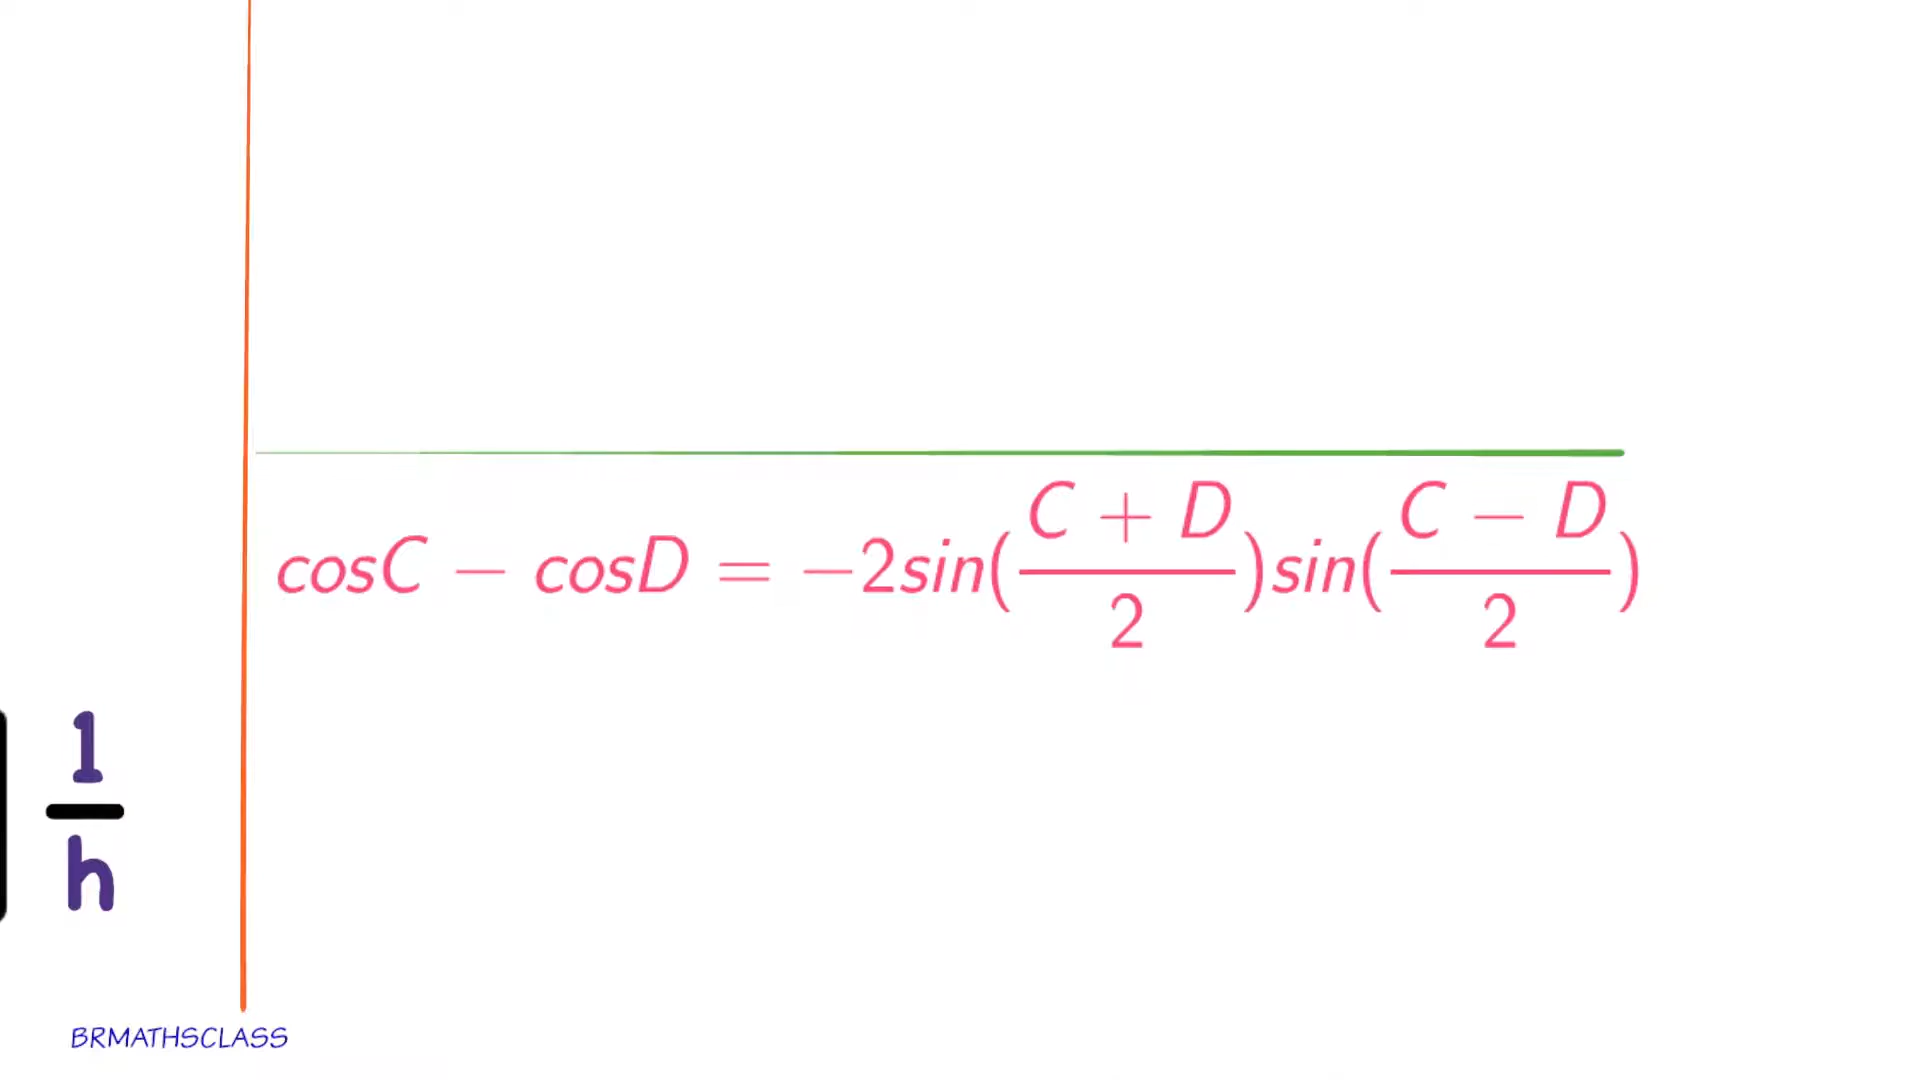 cosC − cosD = −2sin((C + D)/2)sin((C − D)/2)
1/h
BRMATHSCLASS